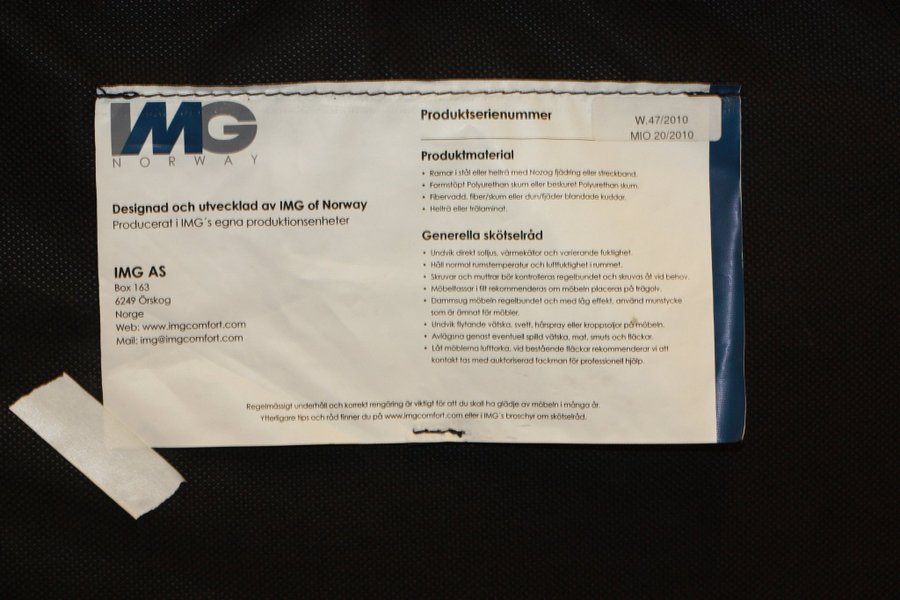 IMG
NORWAY
Designad och utvecklad av IMG of Norway
Producerat i IMG´s egna produktionsenheter
IMG AS
Box 163
6249 Örskog
Norge
Web: www.imgcomfort.com
Mail: img@imgcomfort.com
Produktserienummer
W.47/2010
MIO 20/2010
Produktmaterial
• Ramar i stål eller helträ med Nozag fjädring eller streckband.
• Formstöpt Polyurethan skum eller beskuret Polyurethan skum.
• Fibervadd, fiber/skum eller dun/fjäder blandade kuddar.
• Helträ eller trälaminat.
Generella skötselråd
• Undvik direkt solljus, värmekällor och varierande fuktighet.
• Håll normal rumstemperatur och luftfuktighet i rummet.
• Skruvar och muttrar bör kontrolleras regelbundet och skruvas åt vid behov.
• Möbeltassar i filt rekommenderas om möbeln placeras på trägolv.
• Dammsug möbeln regelbundet och med låg effekt, använd munstycke
som är ämnat för möbler.
• Undvik flytande vätska, svett, hårspray eller kroppsoljor på möbeln.
• Avlägsna genast eventuell spilld vätska, mat, smuts och fläckar.
• Låt möblerna lufttorka, vid bestående fläckar rekommenderar vi att
kontakt tas med auktoriserad fackman för professionell hjälp.
Regelmässigt underhåll och korrekt rengöring är viktigt för att du skall ha glädje av möbeln i många år.
Ytterligare tips och råd finner du på www.imgcomfort.com eller i IMG´s broschyr om skötselråd.